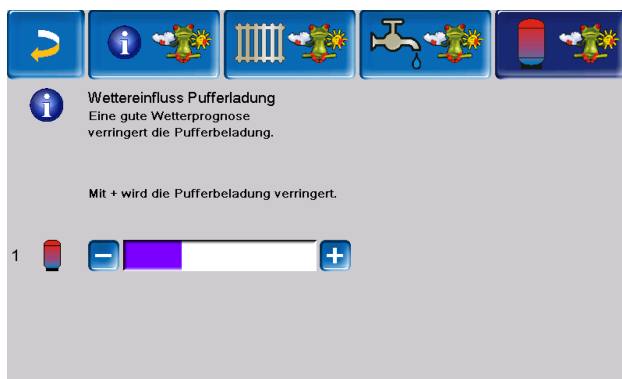 Wettereinfluss Pufferladung
Eine gute Wetterprognose
verringert die Pufferbeladung.
Mit + wird die Pufferbeladung verringert.
1